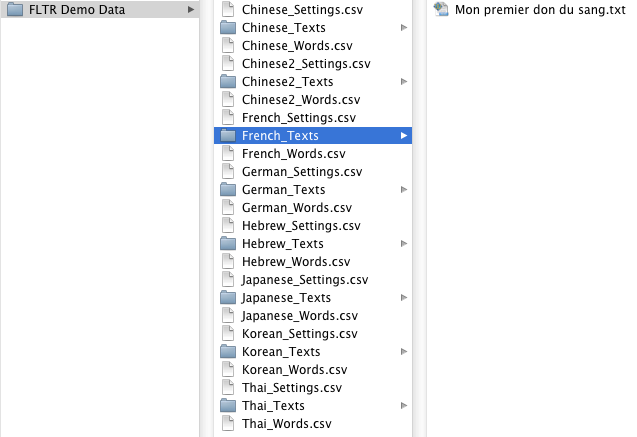 FLTR Demo Data
Chinese_Settings.csv
Chinese_Texts
Chinese_Words.csv
Chinese2_Settings.csv
Chinese2_Texts
Chinese2_Words.csv
French_Settings.csv
French_Texts
French_Words.csv
German_Settings.csv
German_Texts
German_Words.csv
Hebrew_Settings.csv
Hebrew_Texts
Hebrew_Words.csv
Japanese_Settings.csv
Japanese_Texts
Japanese_Words.csv
Korean_Settings.csv
Korean_Texts
Korean_Words.csv
Thai_Settings.csv
Thai_Texts
Thai_Words.csv
Mon premier don du sang.txt